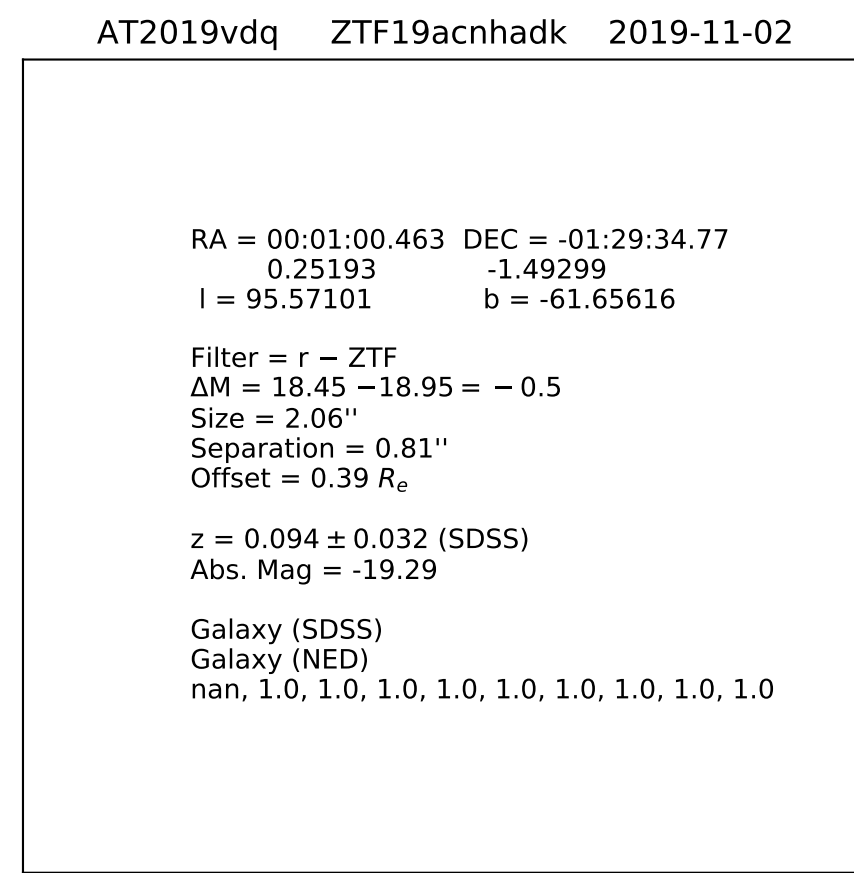 AT2019vdq ZTF19acnhadk 2019-11-02
RA = 00:01:00.463 DEC = -01:29:34.77
0.25193 -1.49299
l = 95.57101 b = -61.65616
Filter = r − ZTF
ΔM = 18.45 −18.95 = − 0.5
Size = 2.06''
Separation = 0.81''
Offset = 0.39 Rₑ
z = 0.094 ± 0.032 (SDSS)
Abs. Mag = -19.29
Galaxy (SDSS)
Galaxy (NED)
nan, 1.0, 1.0, 1.0, 1.0, 1.0, 1.0, 1.0, 1.0, 1.0